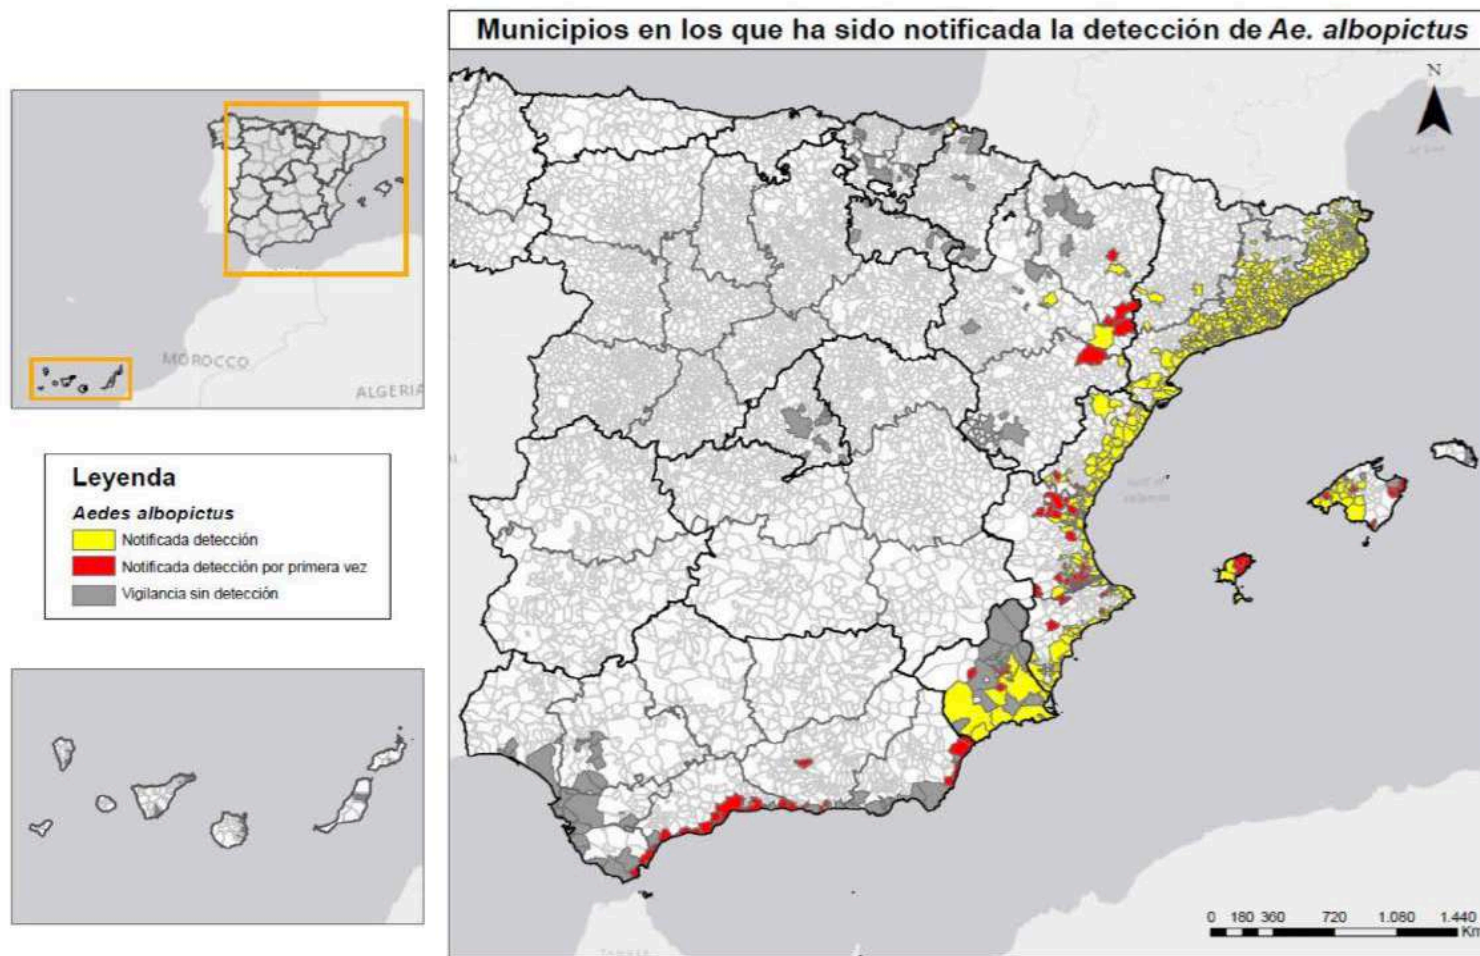 Municipios en los que ha sido notificada la detección de Ae. albopictus
N
MOROCCO
ALGERIA
Leyenda
Aedes albopictus
Notificada detección
Notificada detección por primera vez
Vigilancia sin detección
0 180 360 720 1.080 1.440
Km